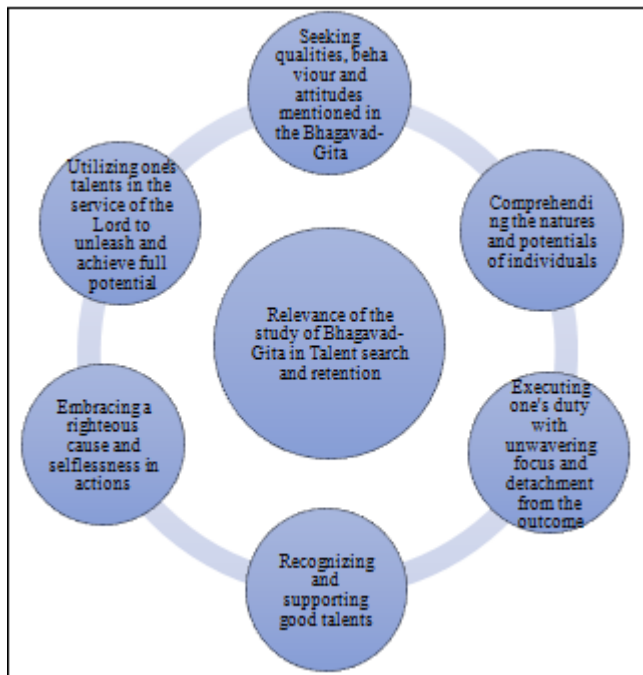 Seeking
qualities, beha
viour and
attitudes
mentioned in
the Bhagavad-
Gita
Comprehendi
ng the natures
and potentials
of individuals
Executing
one's duty
with
unwavering
focus and
detachment
from the
outcome
Recognizing
and
supporting
good talents
Embracing a
righteous
cause and
selflessness in
actions
Utilizing one's
talents in the
service of the
Lord to
unleash and
achieve full
potential
Relevance of the
study of Bhagavad-
Gita in Talent search
and retention